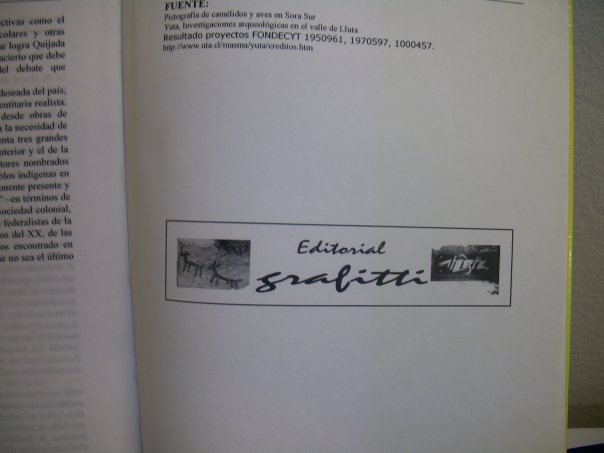 ctivas como el
colares y otras
e logra Quijada
acierto que debe
del debate que
deseada del país,
entitaria realista.
desde obras de
n la necesidad de
enta tres grandes
nterior y el de la
tores nombrados
blos indígenas en
onente presente y
" –en términos de
sociedad colonial,
s federalistas de la
os del XX, de las
os encontrado en
ue no sea el último
FUENTE:
Pictografía de camélidos y aves en Sora Sur
Yuta, Investigaciones arqueológicas en el valle de Lluta
Resultado proyectos FONDECYT 1950961, 1970597, 1000457.
http://www.uta.cl/masma/yuta/creditos.htm
Editorial
grafitti